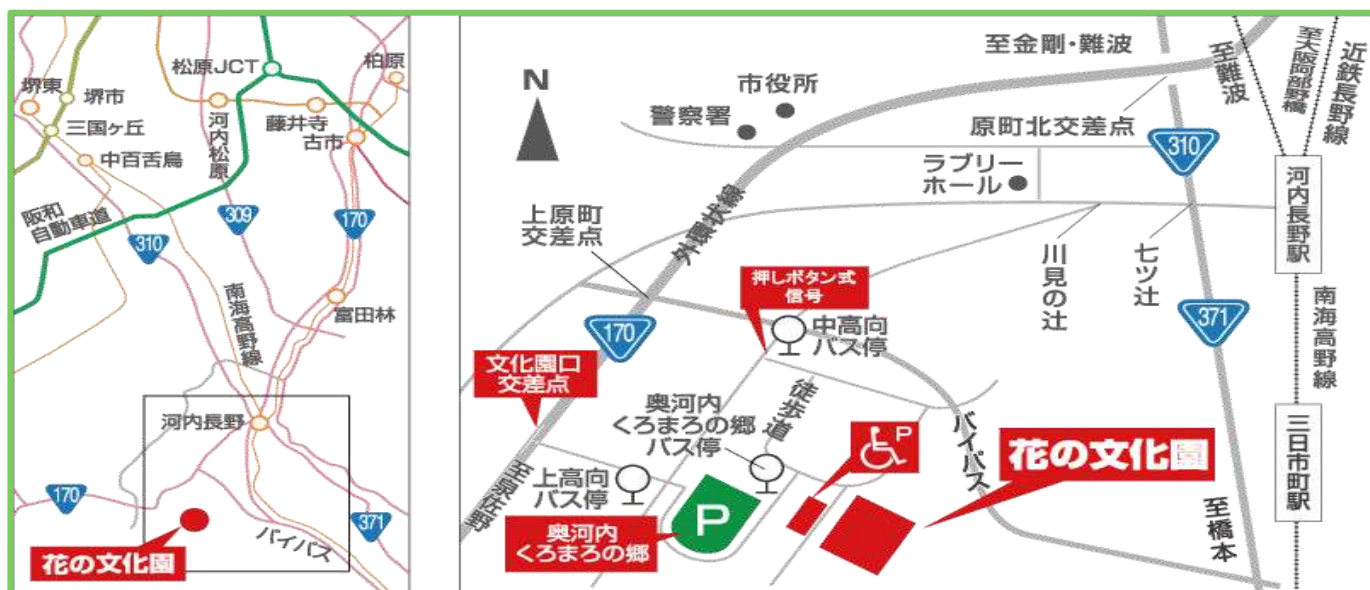 松原JCT
柏原
堺東
堺市
三国ヶ丘
中百舌鳥
河内松原
藤井寺
古市
阪和
自動車道
310
309
170
南海高野線
富田林
河内長野
170
371
バイパス
花の文化園
N
市役所
警察署
至金剛・難波
至難波
至大阪阿部野橋
近鉄長野線
原町北交差点
310
ラブリー
ホール
河内長野駅
上原町
交差点
外環状線
川見の辻
七ツ辻
押しボタン式
信号
170
中高向
バス停
371
南海高野線
文化園口
交差点
奥河内
くろまろの郷
バス停
徒歩道
バイパス
三日市町駅
P
花の文化園
上高向
バス停
至泉佐野
P
奥河内
くろまろの郷
至橋本